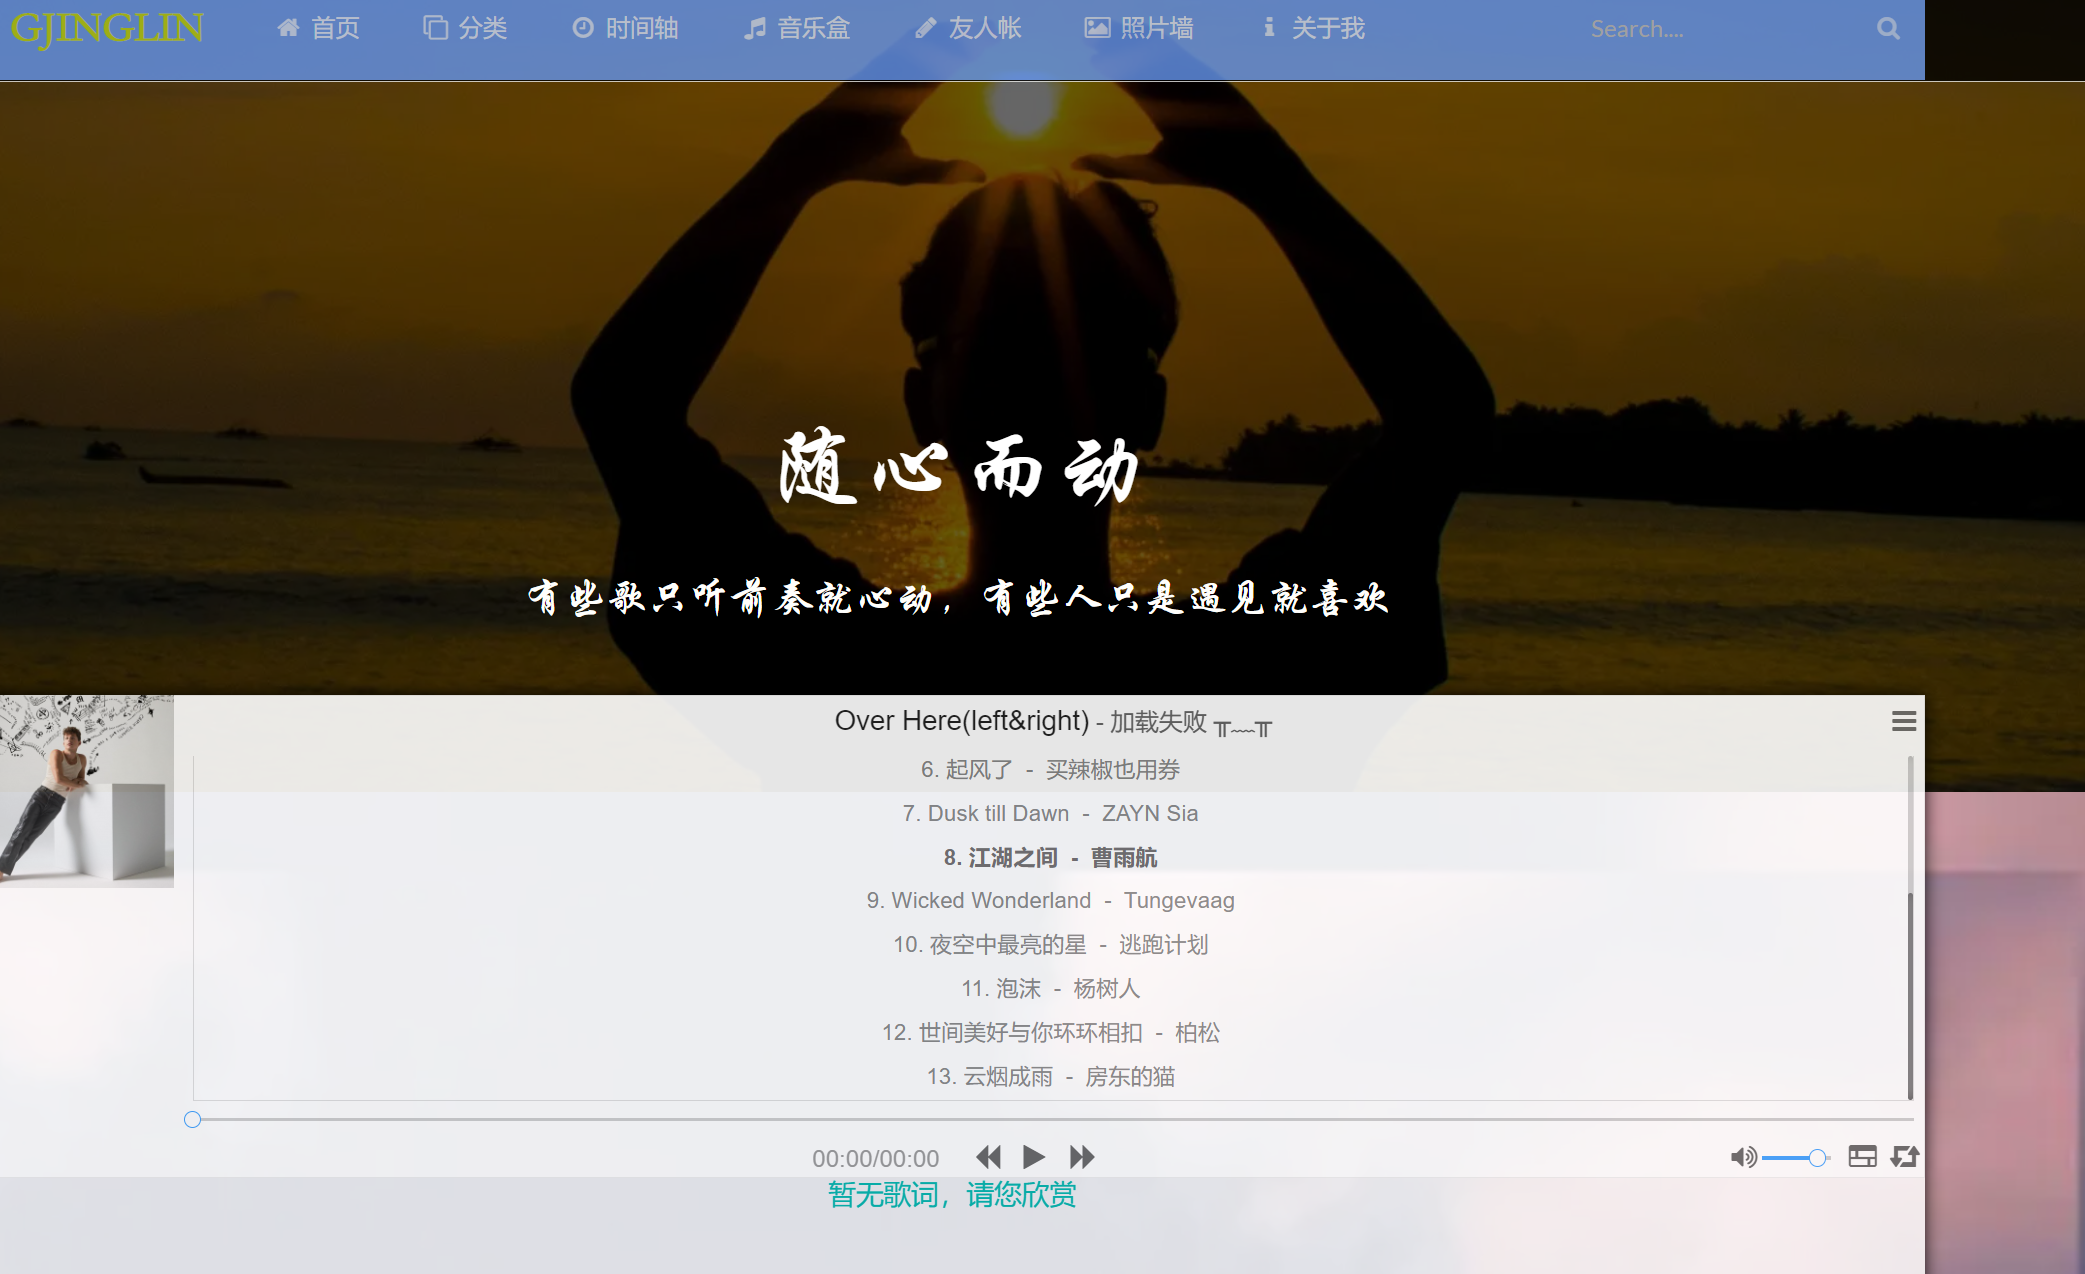 GJINGLIN 首页 分类 时间轴 音乐盒 友人帐 照片墙 关于我 Search....
随心而动
有些歌只听前奏就心动，有些人只是遇见就喜欢
Over Here(left&right) - 加载失败 ╥﹏╥
6. 起风了 - 买辣椒也用券
7. Dusk till Dawn - ZAYN Sia
8. 江湖之间 - 曹雨航
9. Wicked Wonderland - Tungevaag
10. 夜空中最亮的星 - 逃跑计划
11. 泡沫 - 杨树人
12. 世间美好与你环环相扣 - 柏松
13. 云烟成雨 - 房东的猫
00:00/00:00
暂无歌词，请您欣赏